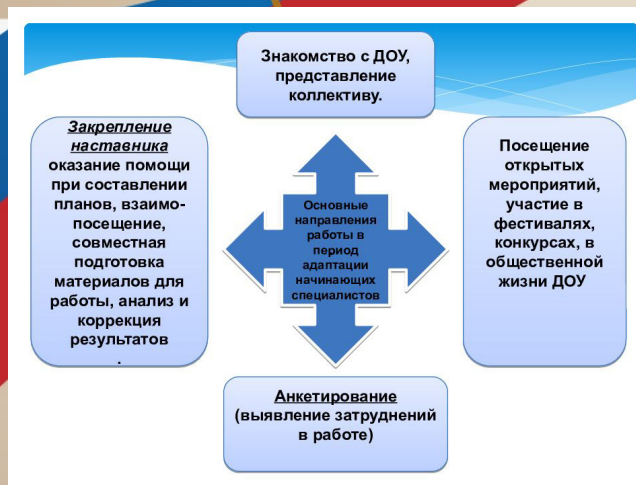 Знакомство с ДОУ,
представление
коллективу.
Закрепление
наставника
оказание помощи
при составлении
планов, взаимо-
посещение,
совместная
подготовка
материалов для
работы, анализ и
коррекция
результатов
.
Основные
направления
работы в
период
адаптации
начинающих
специалистов
Посещение
открытых
мероприятий,
участие в
фестивалях,
конкурсах, в
общественной
жизни ДОУ
Анкетирование
(выявление затруднений
в работе)